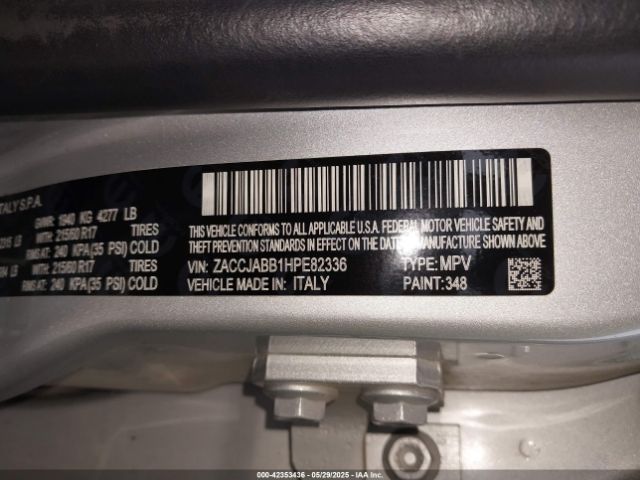 ITALY S.P.A.
GVWR: 1940 KG 4277 LB
WITH 215/60 R17 TIRES
RIMS AT: 240 KPA(35 PSI) COLD
WITH 215/60 R17 TIRES
RIMS AT: 240 KPA(35 PSI) COLD
THIS VEHICLE CONFORMS TO ALL APPLICABLE U.S.A. FEDERAL MOTOR VEHICLE SAFETY AND
THEFT PREVENTION STANDARDS IN EFFECT ON THE DATE OF MANUFACTURE SHOWN ABOVE
VIN: ZACCJABB1HPE82336 TYPE: MPV
VEHICLE MADE IN: ITALY PAINT: 348
000-42353436 - 05/29/2025 - IAAI.COM